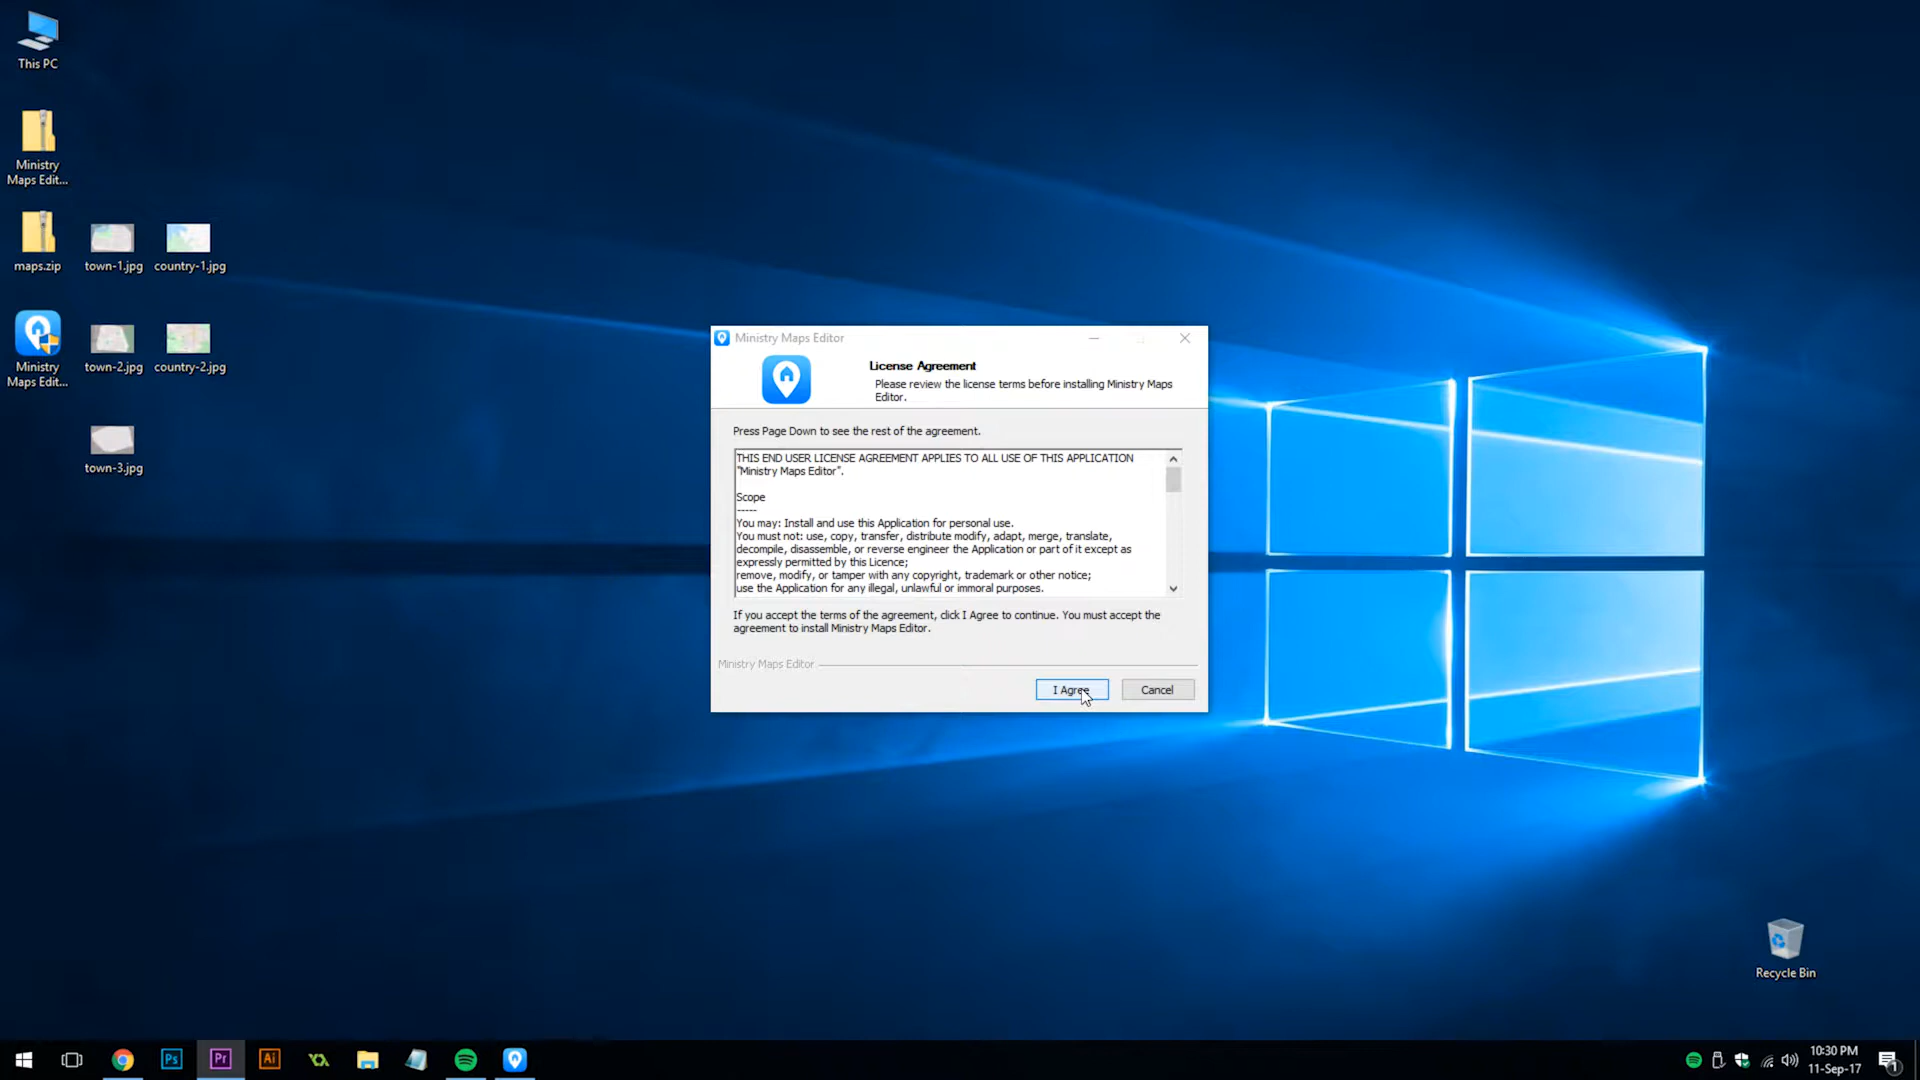 This PC
Ministry
Maps Edit...
maps.zip
town-1.jpg
country-1.jpg
Ministry
Maps Edit...
town-2.jpg
country-2.jpg
town-3.jpg
Ministry Maps Editor
License Agreement
Please review the license terms before installing Ministry Maps
Editor.
Press Page Down to see the rest of the agreement.
THIS END USER LICENSE AGREEMENT APPLIES TO ALL USE OF THIS APPLICATION
"Ministry Maps Editor".
Scope
-----
You may: Install and use this Application for personal use.
You must not: use, copy, transfer, distribute modify, adapt, merge, translate,
decompile, disassemble, or reverse engineer the Application or part of it except as
expressly permitted by this Licence;
remove, modify, or tamper with any copyright, trademark or other notice;
use the Application for any illegal, unlawful or immoral purposes.
If you accept the terms of the agreement, click I Agree to continue. You must accept the
agreement to install Ministry Maps Editor.
Ministry Maps Editor
I Agree
Cancel
Recycle Bin
Ps
Pr
Ai
10:30 PM
11-Sep-17
1